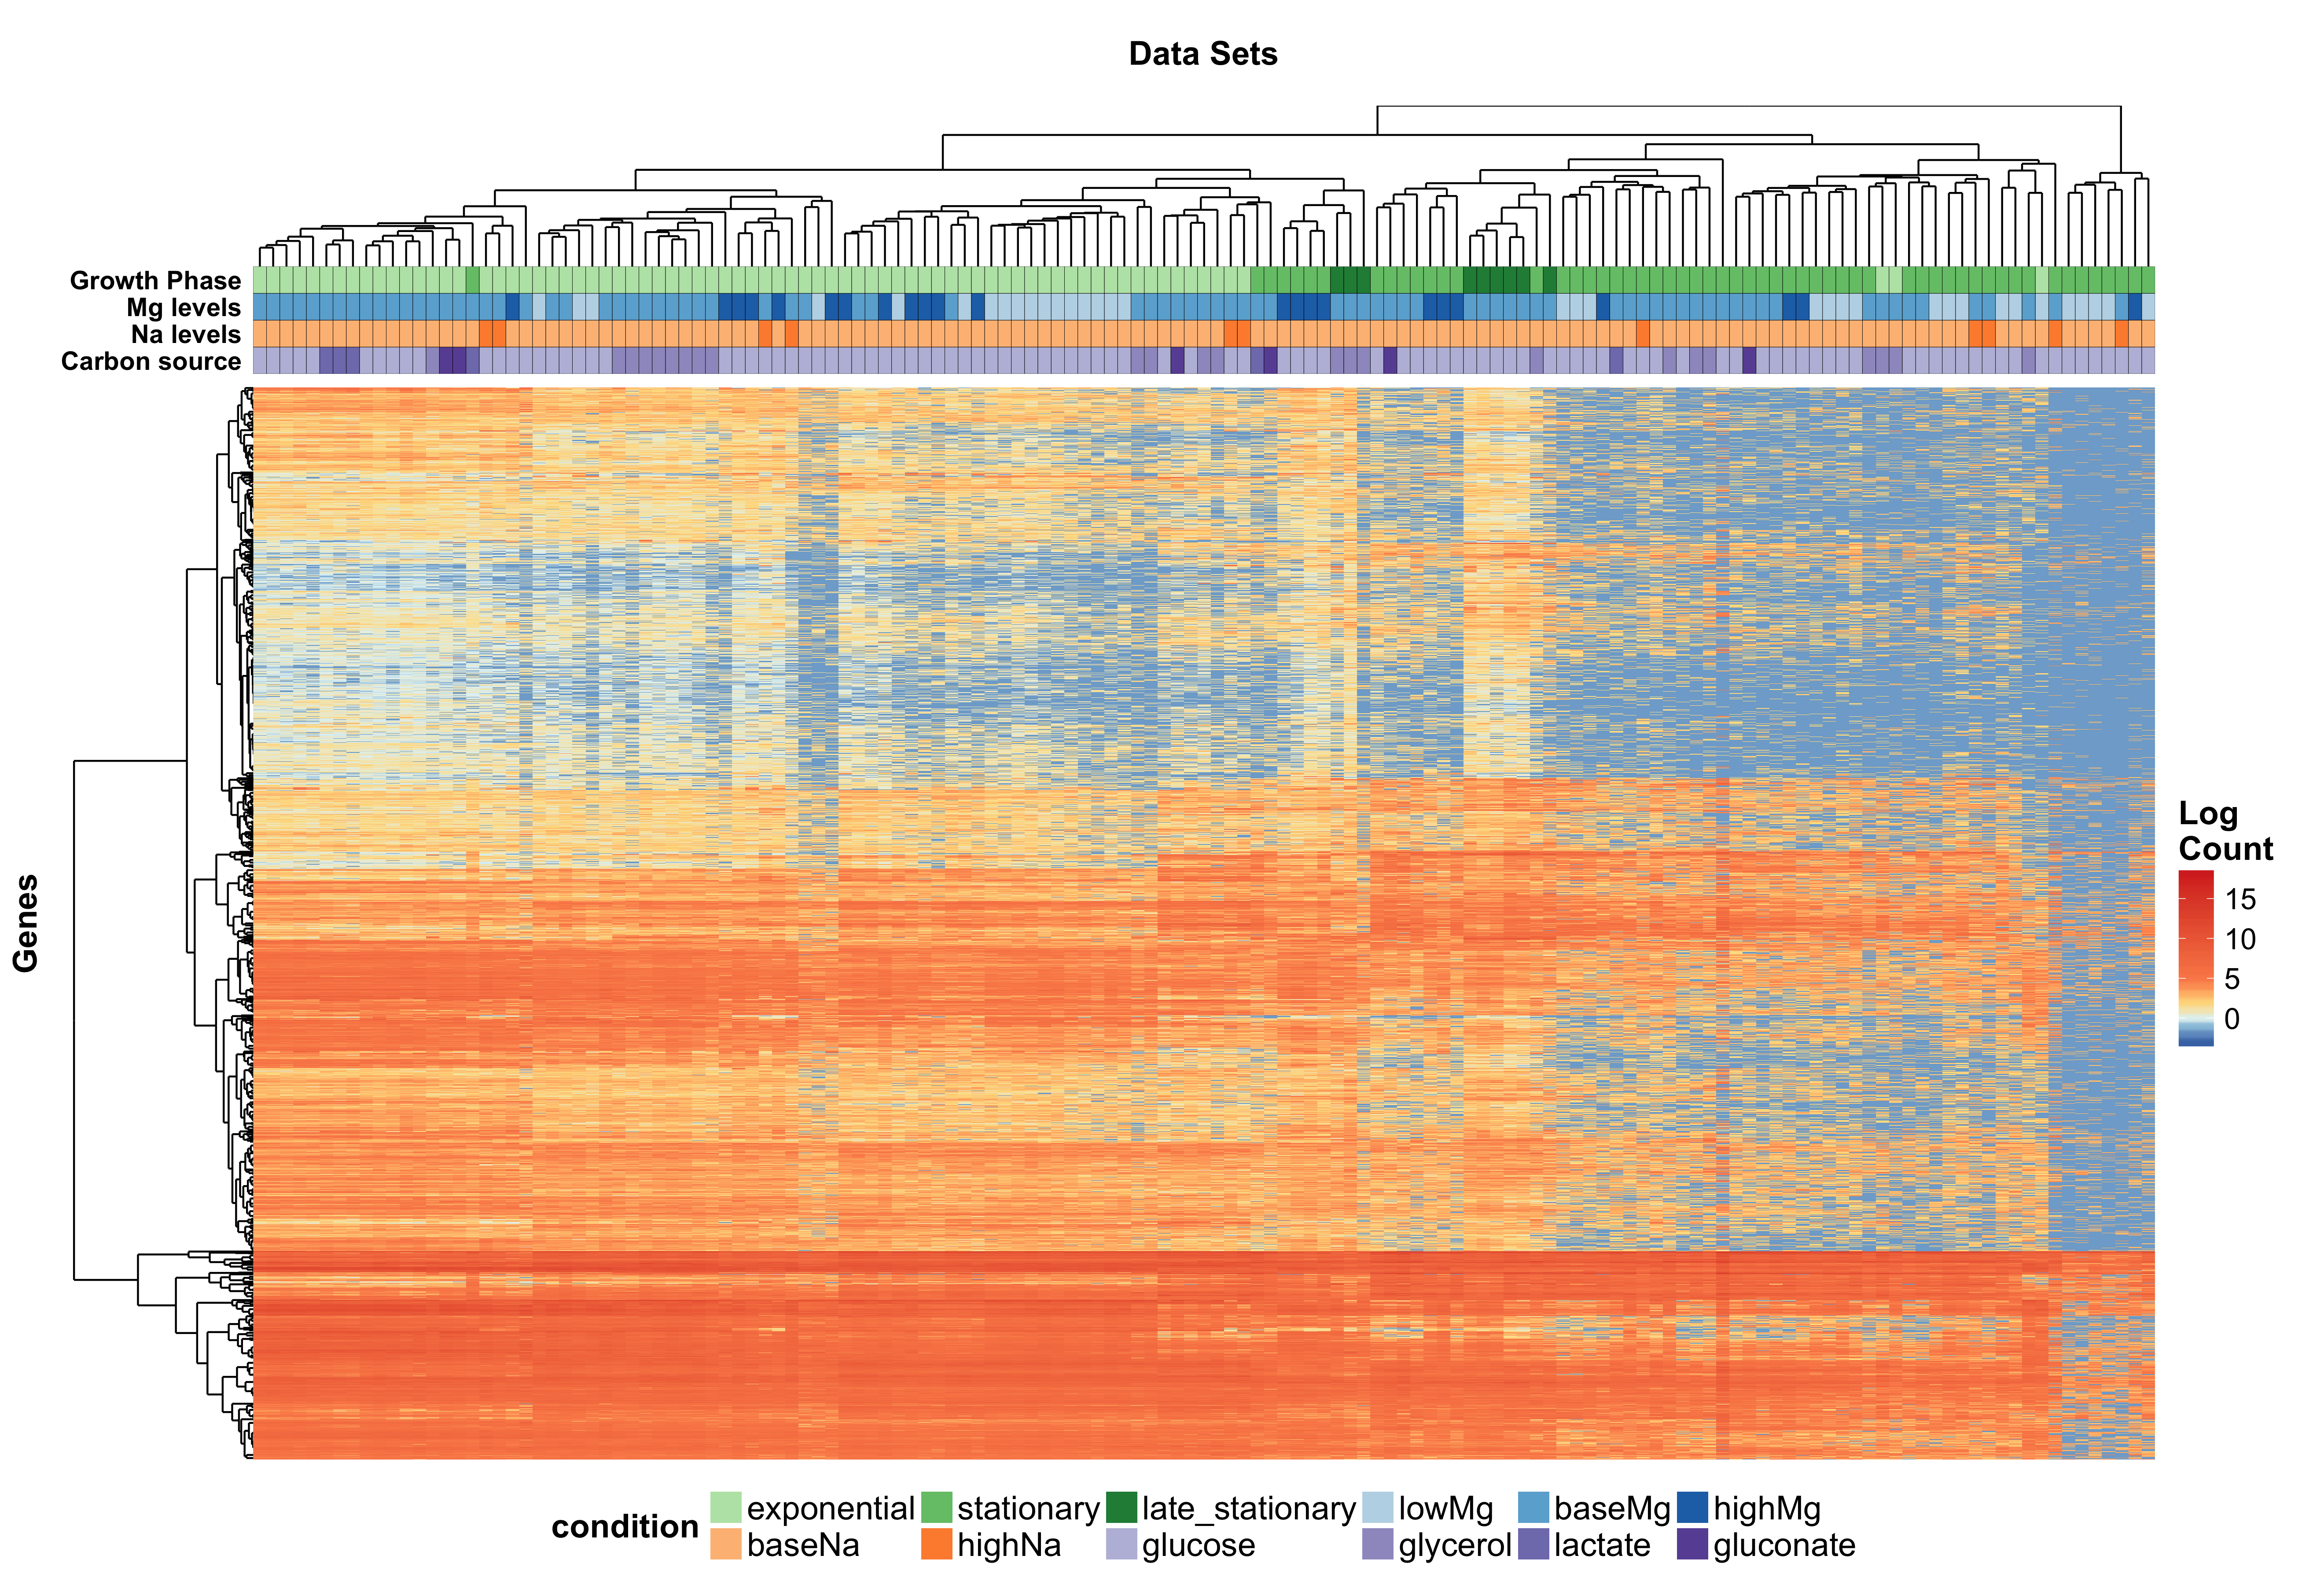 Data Sets
Growth Phase
Mg levels
Na levels
Carbon source
Genes
Log
Count
15
10
5
0
condition
exponential stationary late_stationary lowMg baseMg highMg
baseNa highNa glucose glycerol lactate gluconate